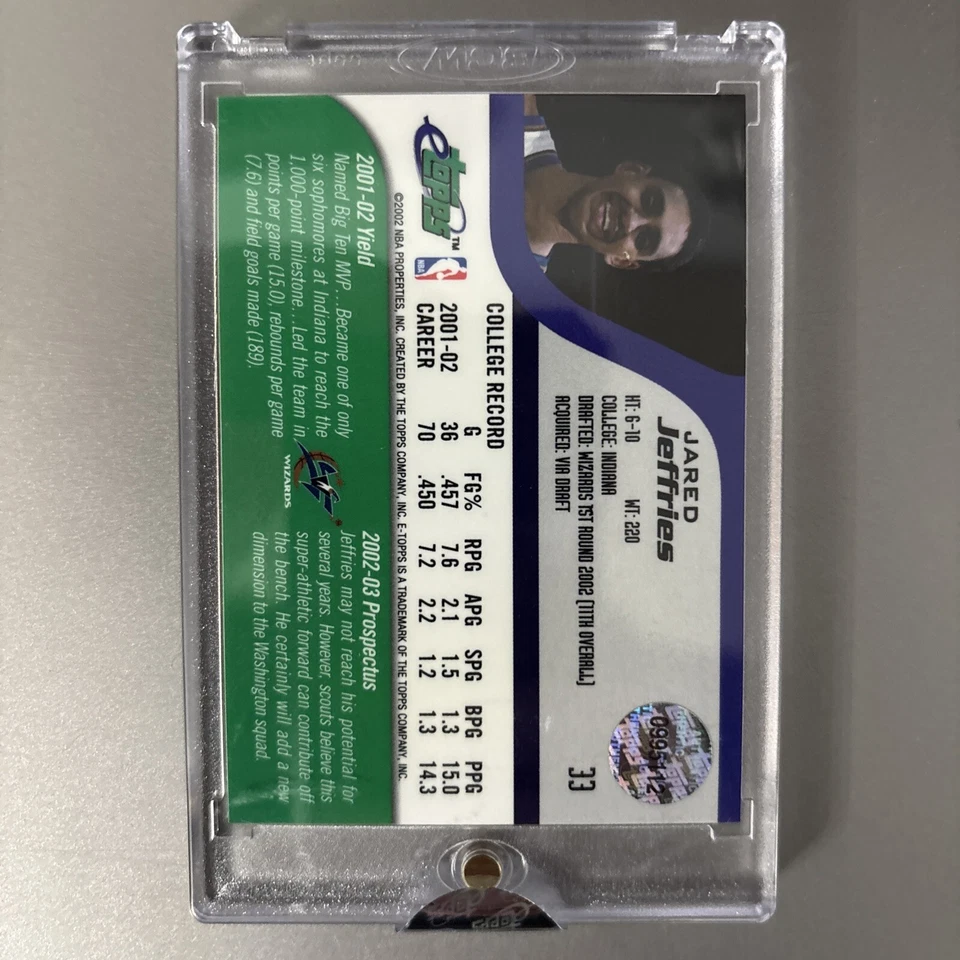 JARED
Jeffries
HT: 6-10 WT: 220
COLLEGE: INDIANA
DRAFTED: WIZARDS 1ST ROUND 2002 (11TH OVERALL)
ACQUIRED: VIA DRAFT
33
COLLEGE RECORD
G FG% RPG APG SPG BPG PPG
2001-02 36 .457 7.6 2.1 1.5 1.3 15.0
CAREER 70 .450 7.2 2.2 1.2 1.3 14.3
etopps™
NBA
©2002 NBA PROPERTIES, INC. CREATED BY THE TOPPS COMPANY, INC. E-TOPPS IS A TRADEMARK OF THE TOPPS COMPANY, INC.
2001-02 Yield
Named Big Ten MVP...Became one of only
six sophomores at Indiana to reach the
1,000-point milestone...Led the team in
points per game (15.0), rebounds per game
(7.6) and field goals made (189).
WIZARDS
2002-03 Prospectus
Jeffries may not reach his potential for
several years. However, scouts believe this
super-athletic forward can contribute off
the bench. He certainly will add a new
dimension to the Washington squad.